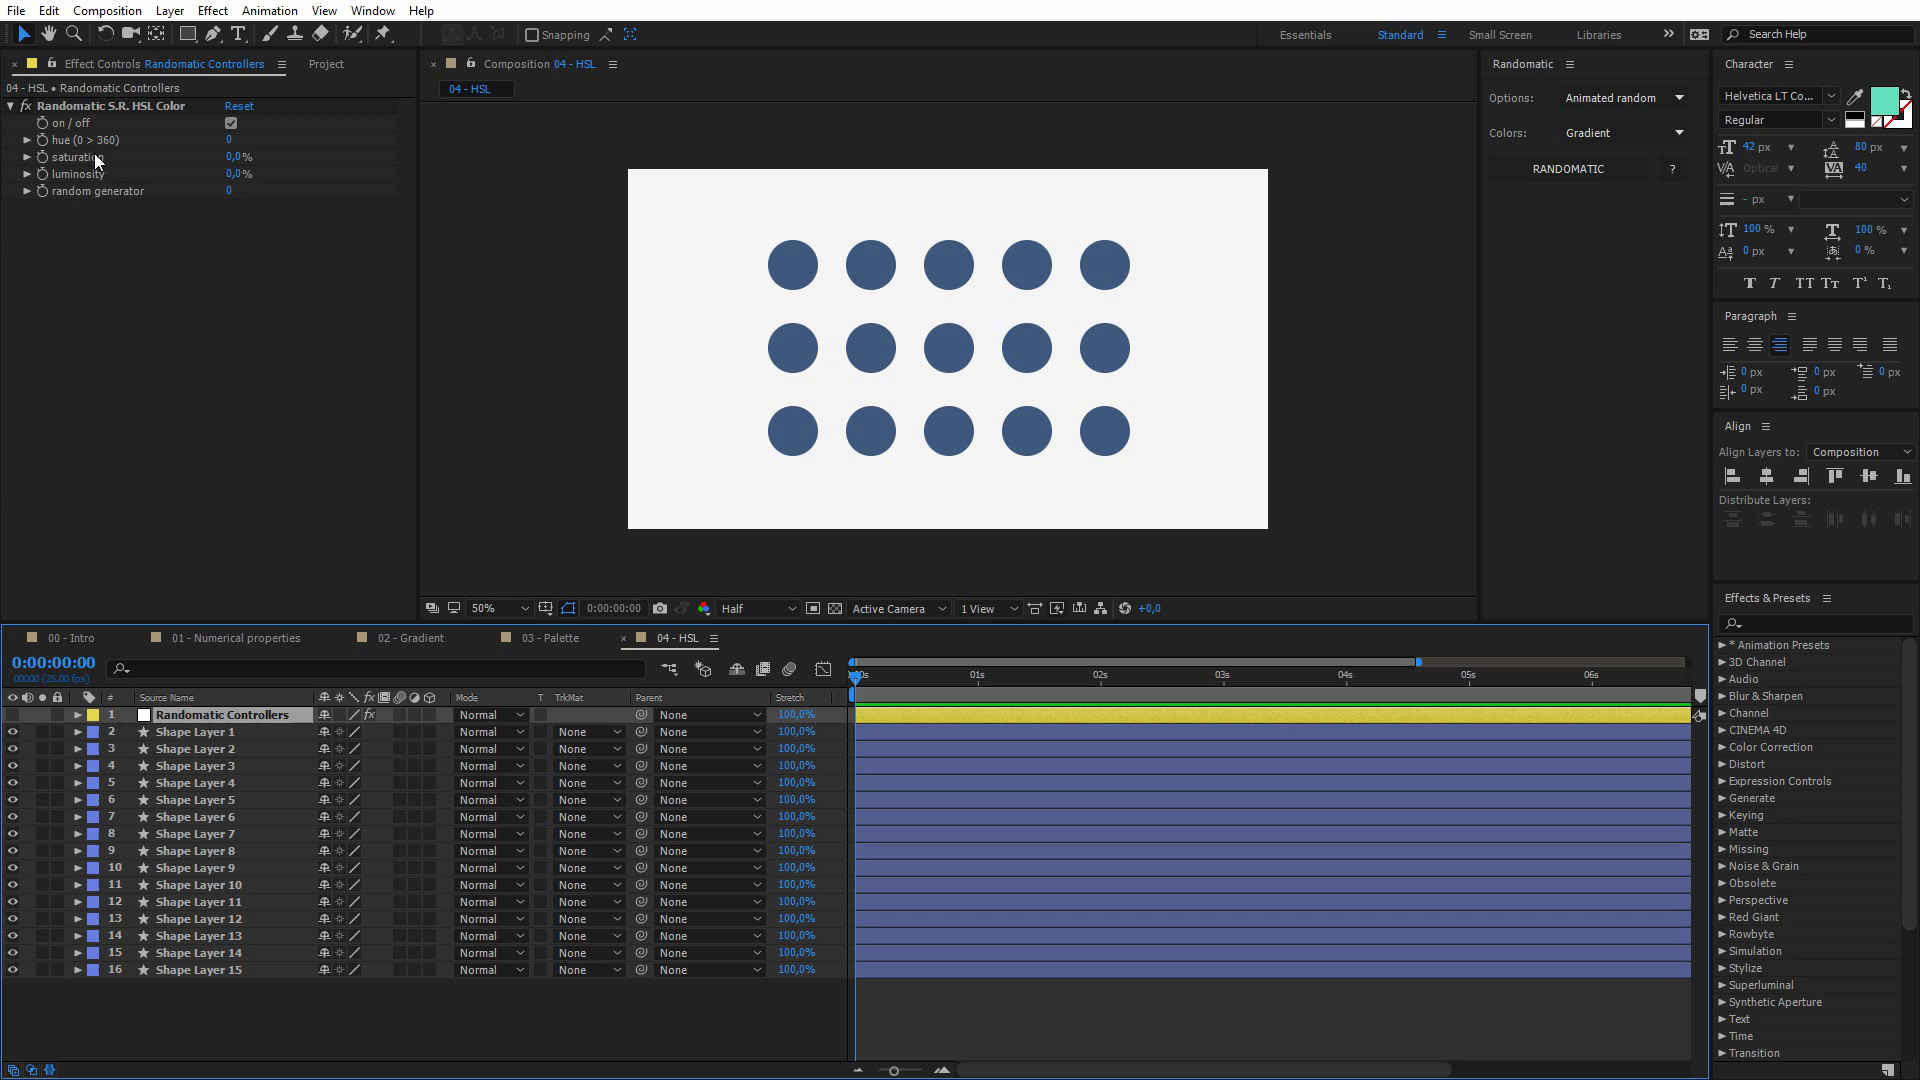 File Edit Composition Layer Effect Animation View Window Help
Snapping Essentials Standard Small Screen Libraries Search Help
Effect Controls Randomatic Controllers Project
04 - HSL • Randomatic Controllers
fx Randomatic S.R. HSL Color Reset
on / off
hue (0 > 360) 0
saturation 0,0%
luminosity 0,0%
random generator 0
Composition 04 - HSL
04 - HSL
50% 0:00:00:00 Half Active Camera 1 View +0,0
Randomatic
Options: Animated random
Colors: Gradient
RANDOMATIC ?
Character
Helvetica LT Co...
Regular
42 px 80 px
Optical 40
- px
100 % 100 %
0 px 0 %
T T TT Tt T¹ T₁
Paragraph
0 px 0 px 0 px
0 px 0 px
Align
Align Layers to: Composition
Distribute Layers:
Effects & Presets
* Animation Presets
3D Channel
Audio
Blur & Sharpen
Channel
CINEMA 4D
Color Correction
Distort
Expression Controls
Generate
Keying
Matte
Missing
Noise & Grain
Obsolete
Perspective
Red Giant
Rowbyte
Simulation
Stylize
Superluminal
Synthetic Aperture
Text
Time
Transition
00 - Intro 01 - Numerical properties 02 - Gradient 03 - Palette 04 - HSL
0:00:00:00
00000 (25.00 fps)
00s 01s 02s 03s 04s 05s 06s
# Source Name Mode T TrkMat Parent Stretch
1 Randomatic Controllers Normal None 100,0%
2 Shape Layer 1 Normal None None 100,0%
3 Shape Layer 2 Normal None None 100,0%
4 Shape Layer 3 Normal None None 100,0%
5 Shape Layer 4 Normal None None 100,0%
6 Shape Layer 5 Normal None None 100,0%
7 Shape Layer 6 Normal None None 100,0%
8 Shape Layer 7 Normal None None 100,0%
9 Shape Layer 8 Normal None None 100,0%
10 Shape Layer 9 Normal None None 100,0%
11 Shape Layer 10 Normal None None 100,0%
12 Shape Layer 11 Normal None None 100,0%
13 Shape Layer 12 Normal None None 100,0%
14 Shape Layer 13 Normal None None 100,0%
15 Shape Layer 14 Normal None None 100,0%
16 Shape Layer 15 Normal None None 100,0%